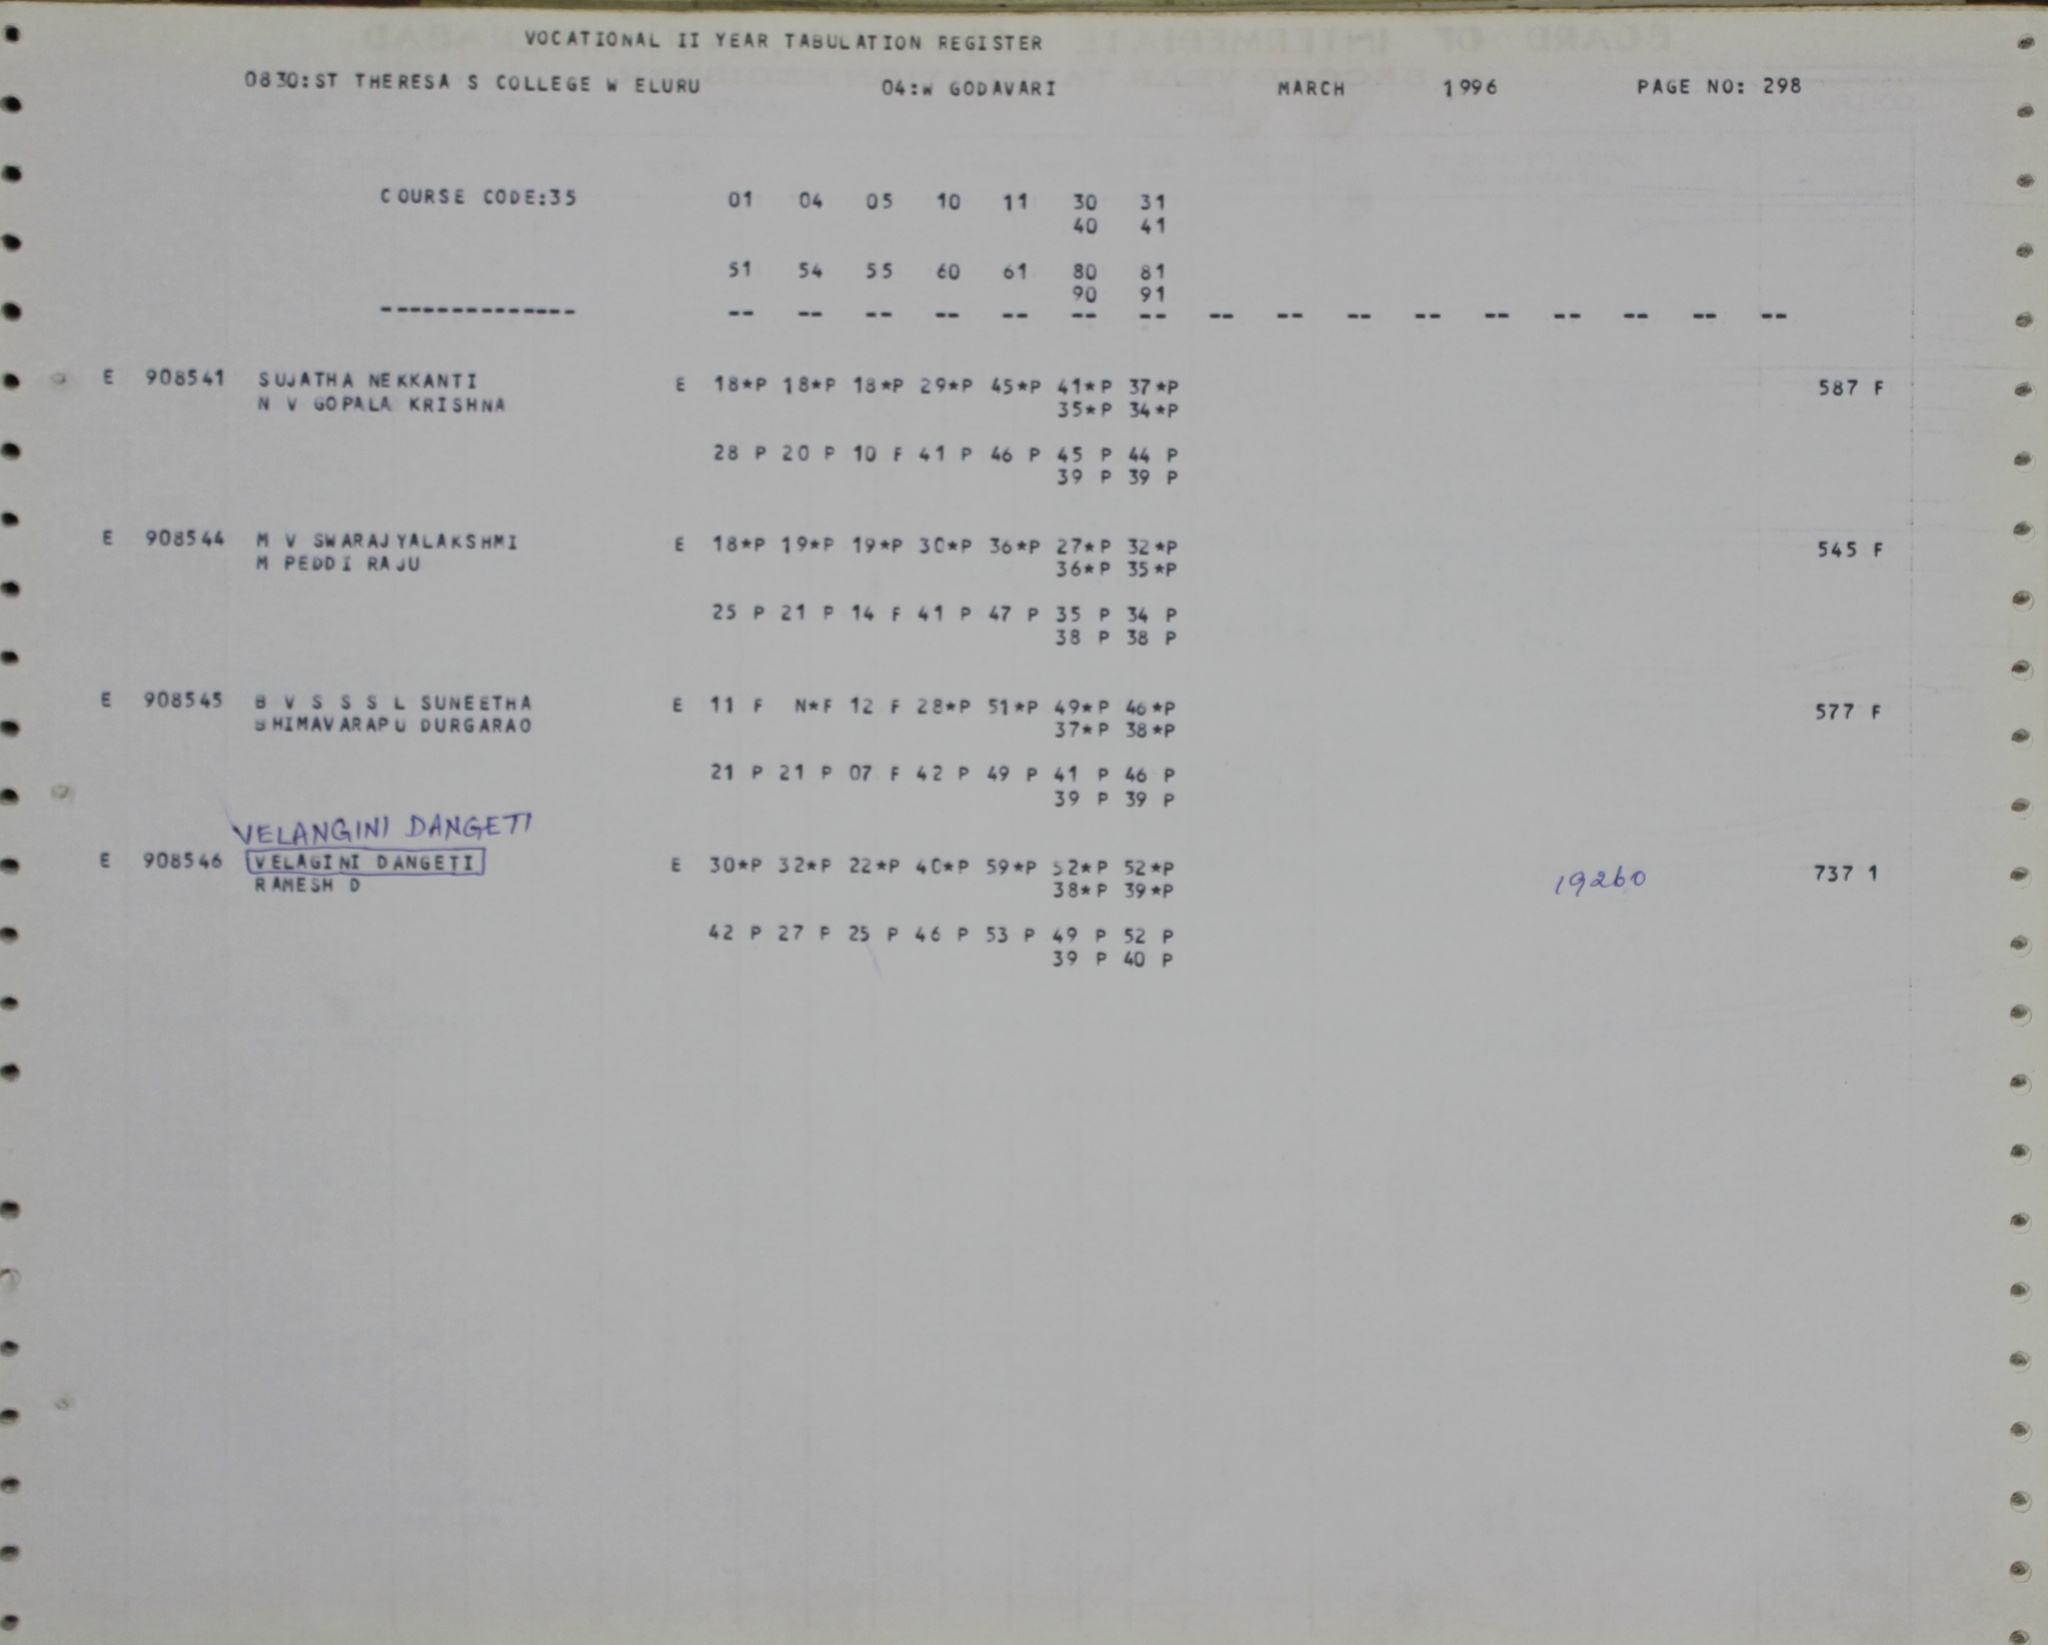 VOCATIONAL II YEAR TABULATION REGISTER
0830:ST THERESA S COLLEGE W ELURU 04:W GODAVARI MARCH 1996 PAGE NO: 298
COURSE CODE:35 01 04 05 10 11 30 31
40 41
51 54 55 60 61 80 81
90 91
-------------- -- -- -- -- -- -- -- -- -- -- -- -- -- -- -- --
E 908541 SUJATHA NEKKANTI E 18*P 18*P 18*P 29*P 45*P 41*P 37*P 587 F
N V GOPALA KRISHNA 35*P 34*P
28 P 20 P 10 F 41 P 46 P 45 P 44 P
39 P 39 P
E 908544 M V SWARAJYALAKSHMI E 18*P 19*P 19*P 30*P 36*P 27*P 32*P 545 F
M PEDDI RAJU 36*P 35*P
25 P 21 P 14 F 41 P 47 P 35 P 34 P
38 P 38 P
E 908545 B V S S S L SUNEETHA E 11 F N*F 12 F 28*P 51*P 49*P 46*P 577 F
BHIMAVARAPU DURGARAO 37*P 38*P
21 P 21 P 07 F 42 P 49 P 41 P 46 P
39 P 39 P
VELANGINI DANGETI
E 908546 VELAGINI DANGETI E 30*P 32*P 22*P 40*P 59*P 52*P 52*P 19260 737 1
RAMESH D 38*P 39*P
42 P 27 P 25 P 46 P 53 P 49 P 52 P
39 P 40 P